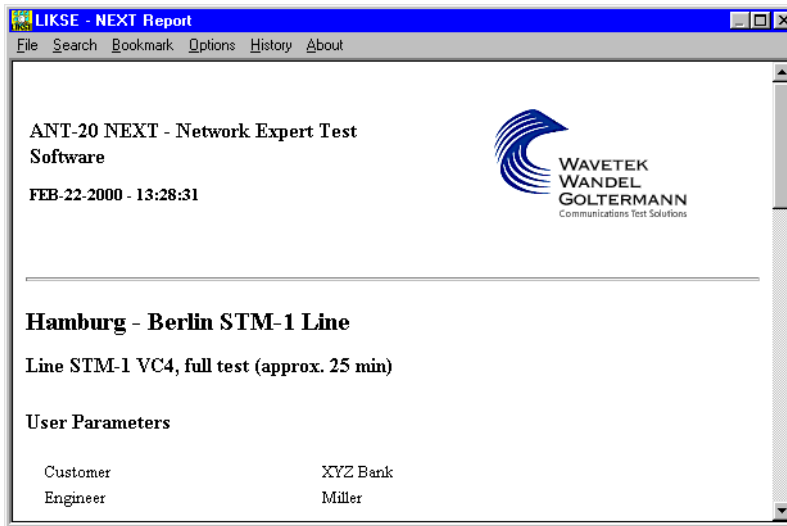 LIKSE - NEXT Report
File Search Bookmark Options History About
ANT-20 NEXT - Network Expert Test
Software
FEB-22-2000 - 13:28:31
WAVETEK
WANDEL
GOLTERMANN
Communications Test Solutions
Hamburg - Berlin STM-1 Line
Line STM-1 VC4, full test (approx. 25 min)
User Parameters
Customer XYZ Bank
Engineer Miller